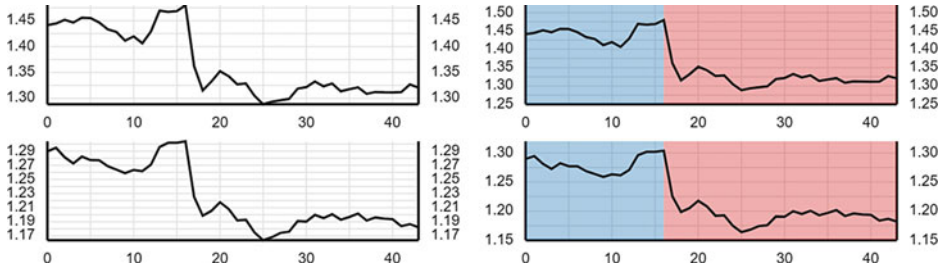 1.45 1.45 1.50 1.50
1.40 1.40 1.45 1.45
1.35 1.35 1.40 1.40
1.30 1.30 1.35 1.35
1.30 1.30
1.25 1.25
0 10 20 30 40 0 10 20 30 40
1.29 1.29 1.30 1.30
1.27 1.27
1.25 1.25 1.25 1.25
1.23 1.23
1.21 1.21 1.20 1.20
1.19 1.19
1.17 1.17 1.15 1.15
0 10 20 30 40 0 10 20 30 40